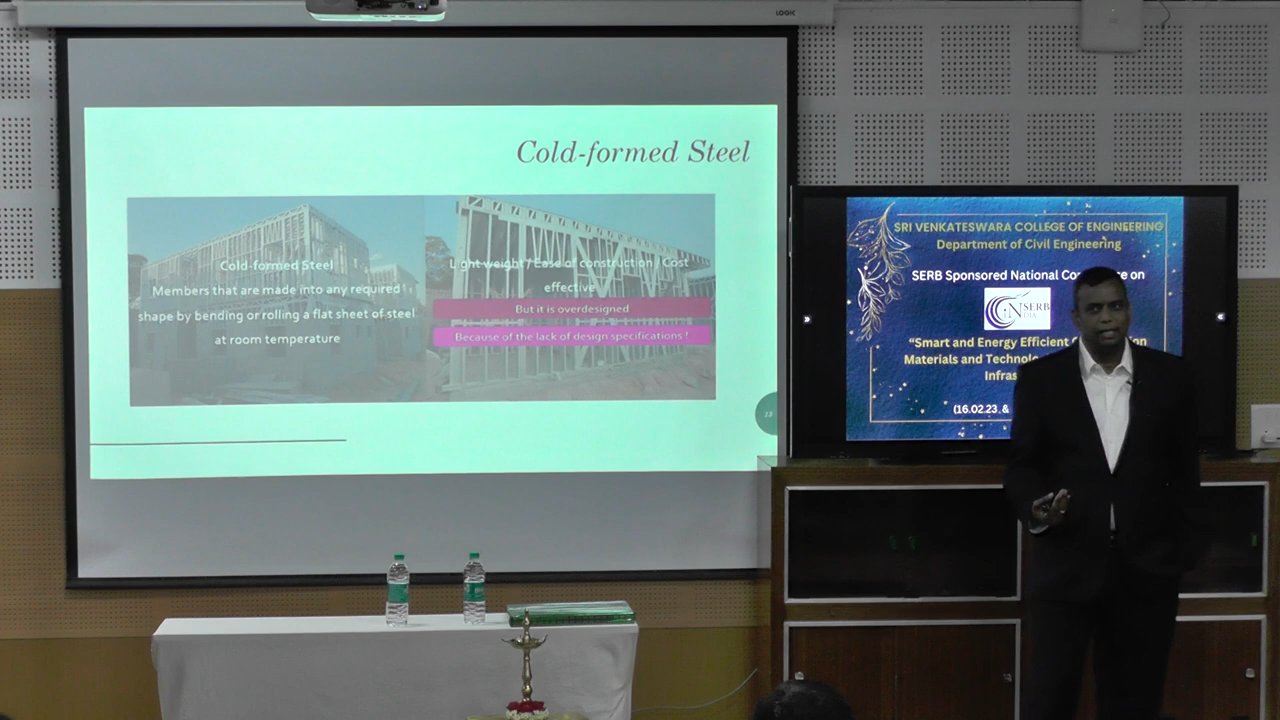 LOGIC
Cold-formed Steel
Cold-formed Steel
Members that are made into any required
shape by bending or rolling a flat sheet of steel
at room temperature
Light weight / Ease of construction / Cost
effective
But it is overdesigned
Because of the lack of design specifications !
13
SRI VENKATESWARA COLLEGE OF ENGINEERING
Department of Civil Engineering
SERB Sponsored National on
SERB
“Smart and Energy Efficient
Materials and
(16.02.23 &